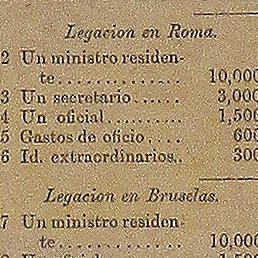 Legacion en Roma.
2 Un ministro residen-
te.............. 10,000
3 Un secretario...... 3,000
4 Un oficial.......... 1,500
5 Gastos de oficio.... 600
6 Id. extraordinarios.. 300
Legacion en Bruselas.
7 Un ministro residen-
te.............. 10,000